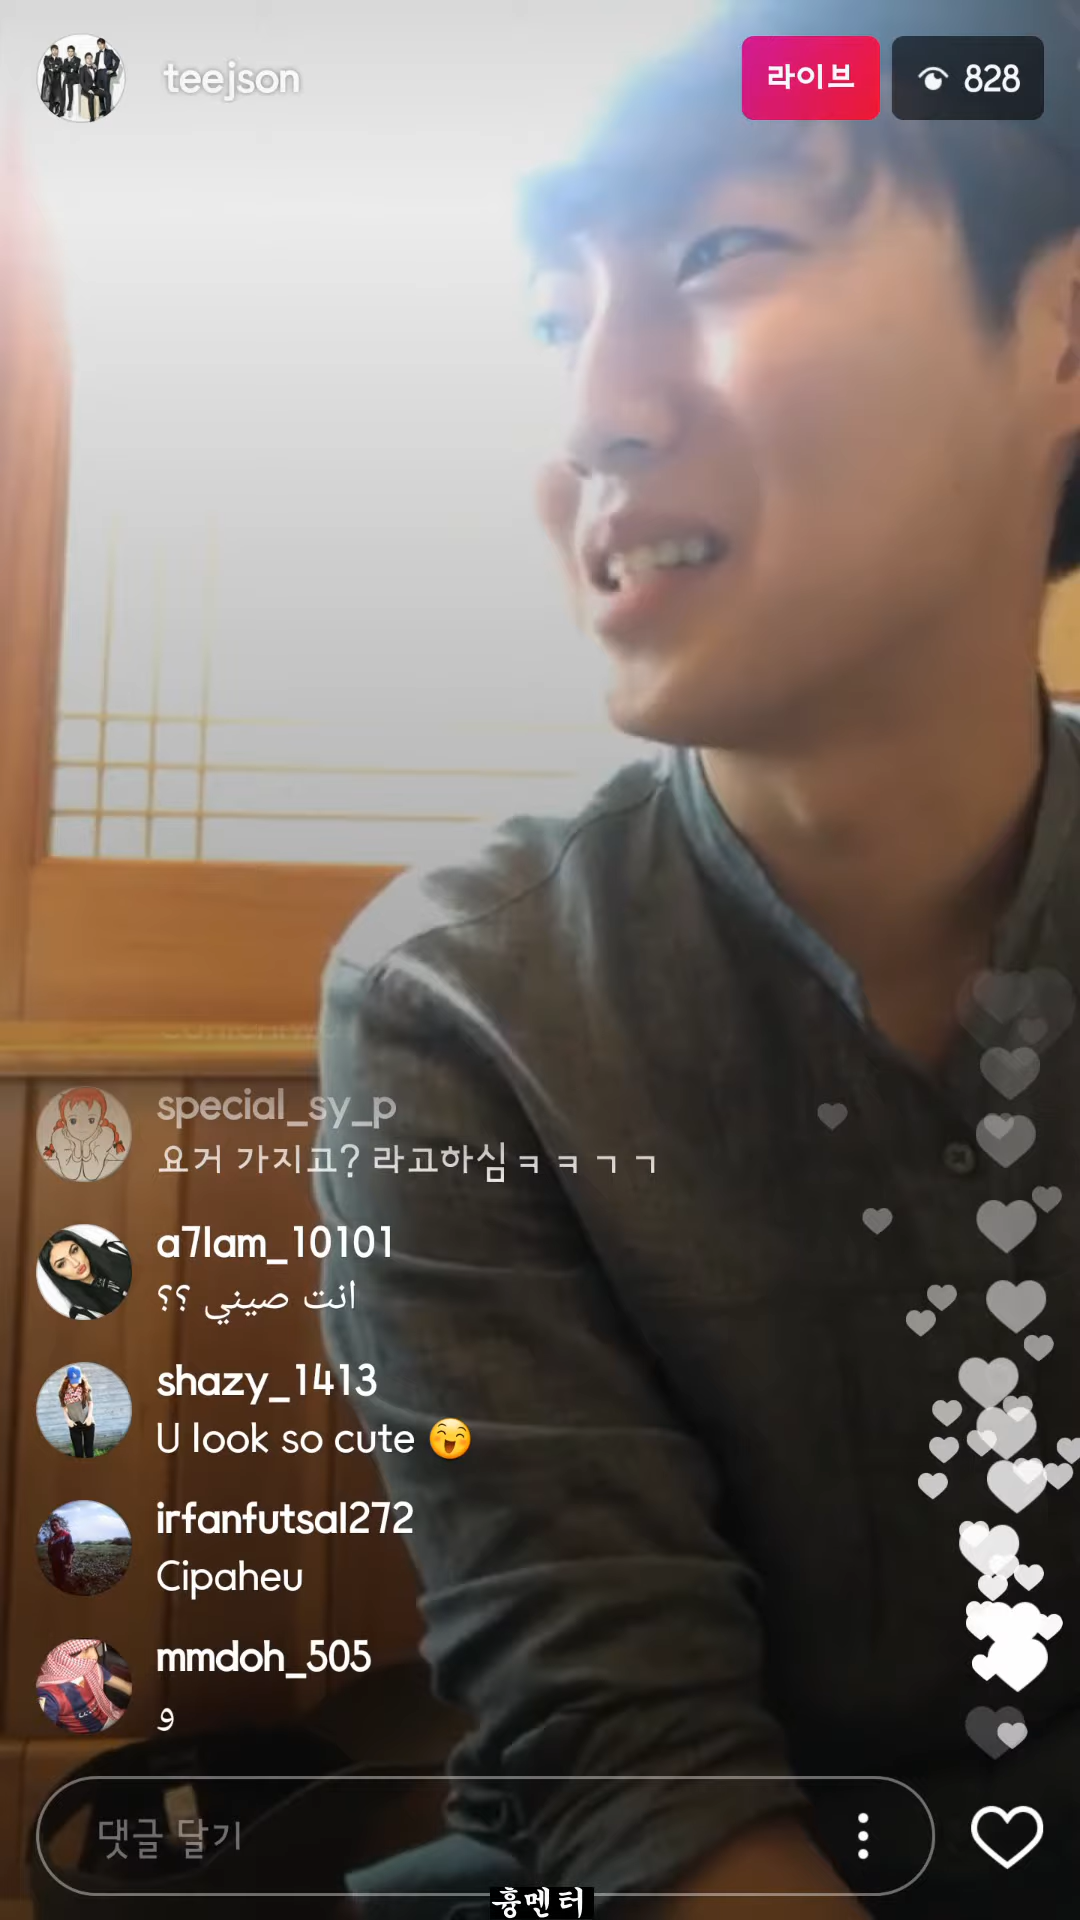 teejson
라이브
828
special_sy_p
요거 가지고? 라고하심ㅋㅋㄱㄱ
a7lam_10101
انت صيني ؟؟
shazy_1413
U look so cute 😄
irfanfutsal272
Cipaheu
mmdoh_505
و
댓글 달기
흥멘터